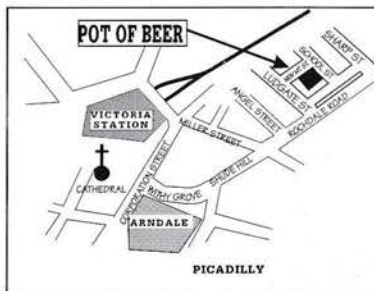 POT OF BEER
SHARP ST
SCHOOL ST
LUDGATE ST
ANGEL STREET
ROCHDALE ROAD
VICTORIA
STATION
MILLER STREET
CORPORATION STREET
SHUDE HILL
CATHEDRAL
WITHY GROVE
ARNDALE
PICADILLY